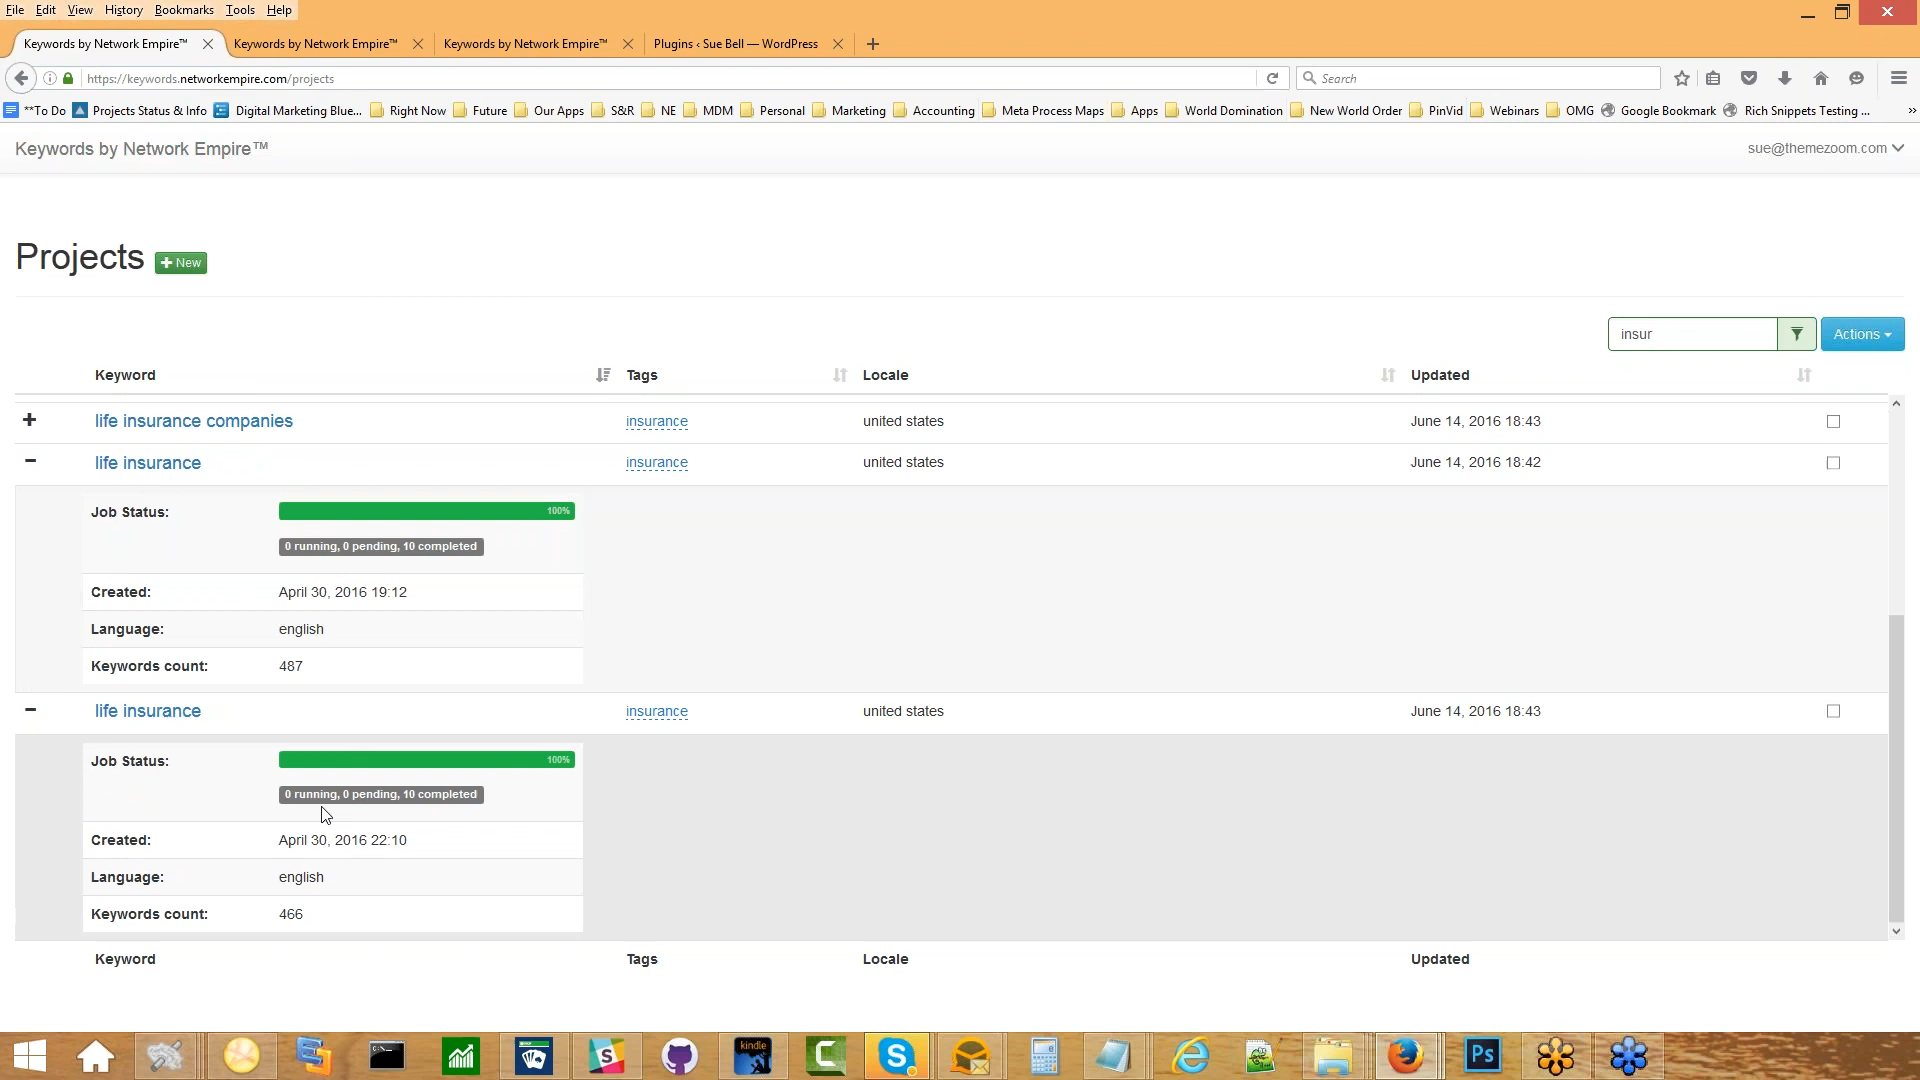 File Edit View History Bookmarks Tools Help
Keywords by Network Empire™ Keywords by Network Empire™ Keywords by Network Empire™ Plugins ‹ Sue Bell — WordPress
https://keywords.networkempire.com/projects Search
**To Do Projects Status & Info Digital Marketing Blue... Right Now Future Our Apps S&R NE MDM Personal Marketing Accounting Meta Process Maps Apps World Domination New World Order PinVid Webinars OMG Google Bookmark Rich Snippets Testing ... »
Keywords by Network Empire™ sue@themezoom.com
Projects New
insur Actions
Keyword Tags Locale Updated
life insurance companies insurance united states June 14, 2016 18:43
life insurance insurance united states June 14, 2016 18:42
Job Status: 100%
0 running, 0 pending, 10 completed
Created: April 30, 2016 19:12
Language: english
Keywords count: 487
life insurance insurance united states June 14, 2016 18:43
Job Status: 100%
0 running, 0 pending, 10 completed
Created: April 30, 2016 22:10
Language: english
Keywords count: 466
Keyword Tags Locale Updated
kindle
S
C
S
Ps